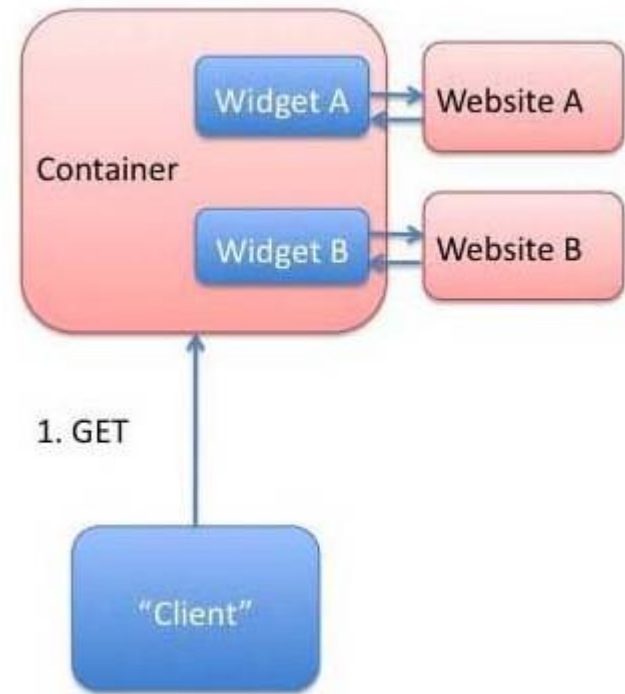 Widget A
Website A
Container
Widget B
Website B
1. GET
“Client”